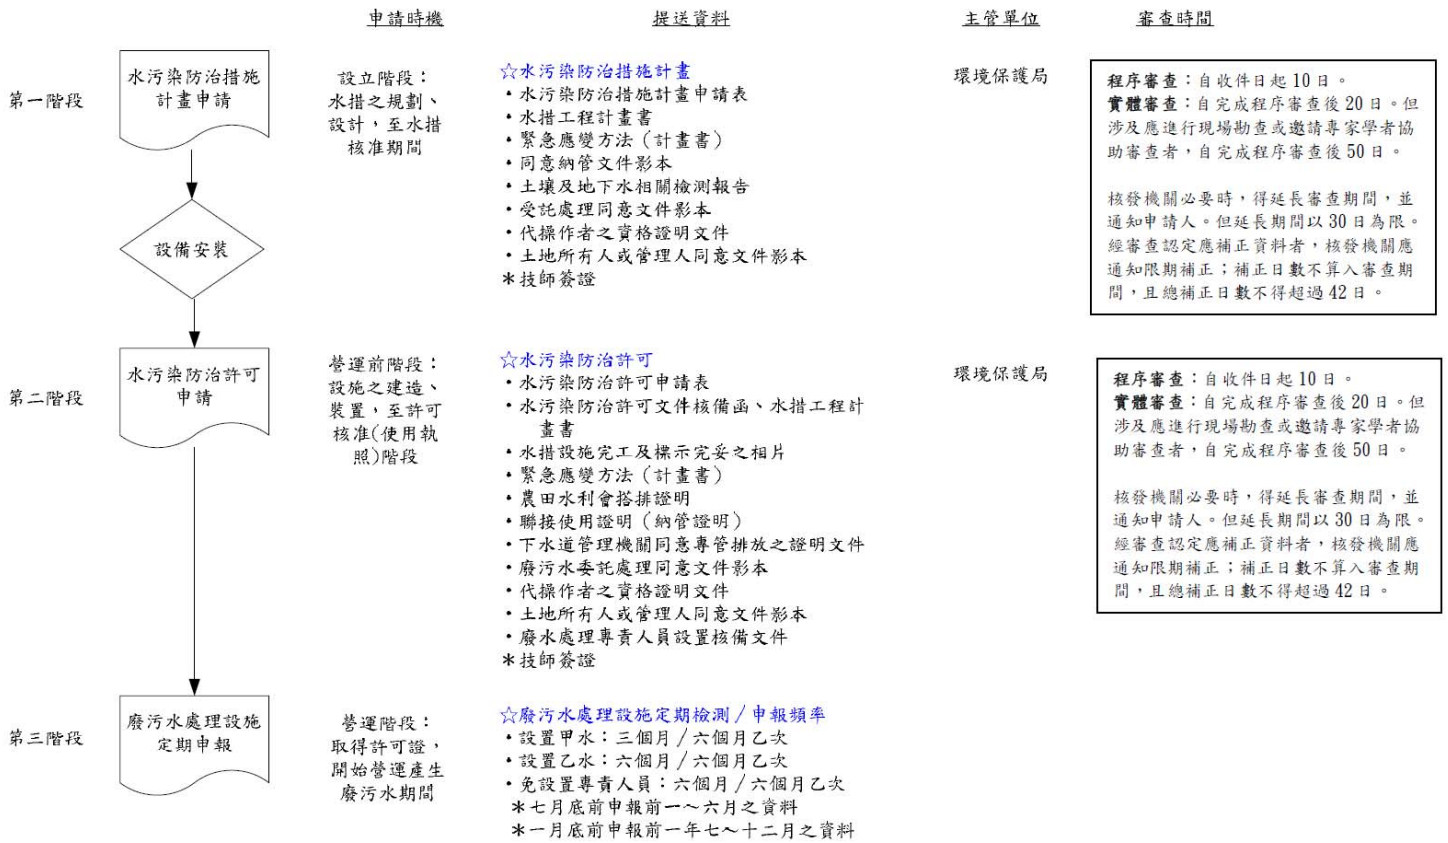 申請時機
提送資料
主管單位
審查時間
第一階段
水污染防治措施
計畫申請
設立階段：
水措之規劃、
設計，至水措
核准期間
☆水污染防治措施計畫
・水污染防治措施計畫申請表
・水措工程計畫書
・緊急應變方法（計畫書）
・同意納管文件影本
・土壤及地下水相關檢測報告
・受託處理同意文件影本
・代操作者之資格證明文件
・土地所有人或管理人同意文件影本
＊技師簽證
環境保護局
程序審查：自收件日起 10 日。
實體審查：自完成程序審查後 20 日。但
涉及應進行現場勘查或邀請專家學者協
助審查者，自完成程序審查後 50 日。
核發機關必要時，得延長審查期間，並
通知申請人。但延長期間以 30 日為限。
經審查認定應補正資料者，核發機關應
通知限期補正；補正日數不算入審查期
間，且總補正日數不得超過 42 日。
設備安裝
第二階段
水污染防治許可
申請
營運前階段：
設施之建造、
裝置，至許可
核准(使用執
照)階段
☆水污染防治許可
・水污染防治許可申請表
・水污染防治許可文件核備函、水措工程計
畫書
・水措設施完工及標示完妥之相片
・緊急應變方法（計畫書）
・農田水利會搭排證明
・聯接使用證明（納管證明）
・下水道管理機關同意專管排放之證明文件
・廢污水委託處理同意文件影本
・代操作者之資格證明文件
・土地所有人或管理人同意文件影本
・廢水處理專責人員設置核備文件
＊技師簽證
環境保護局
程序審查：自收件日起 10 日。
實體審查：自完成程序審查後 20 日。但
涉及應進行現場勘查或邀請專家學者協
助審查者，自完成程序審查後 50 日。
核發機關必要時，得延長審查期間，並
通知申請人。但延長期間以 30 日為限。
經審查認定應補正資料者，核發機關應
通知限期補正；補正日數不算入審查期
間，且總補正日數不得超過 42 日。
第三階段
廢污水處理設施
定期申報
營運階段：
取得許可證，
開始營運產生
廢污水期間
☆廢污水處理設施定期檢測／申報頻率
・設置甲水：三個月／六個月乙次
・設置乙水：六個月／六個月乙次
・免設置專責人員：六個月／六個月乙次
＊七月底前申報前一～六月之資料
＊一月底前申報前一年七～十二月之資料